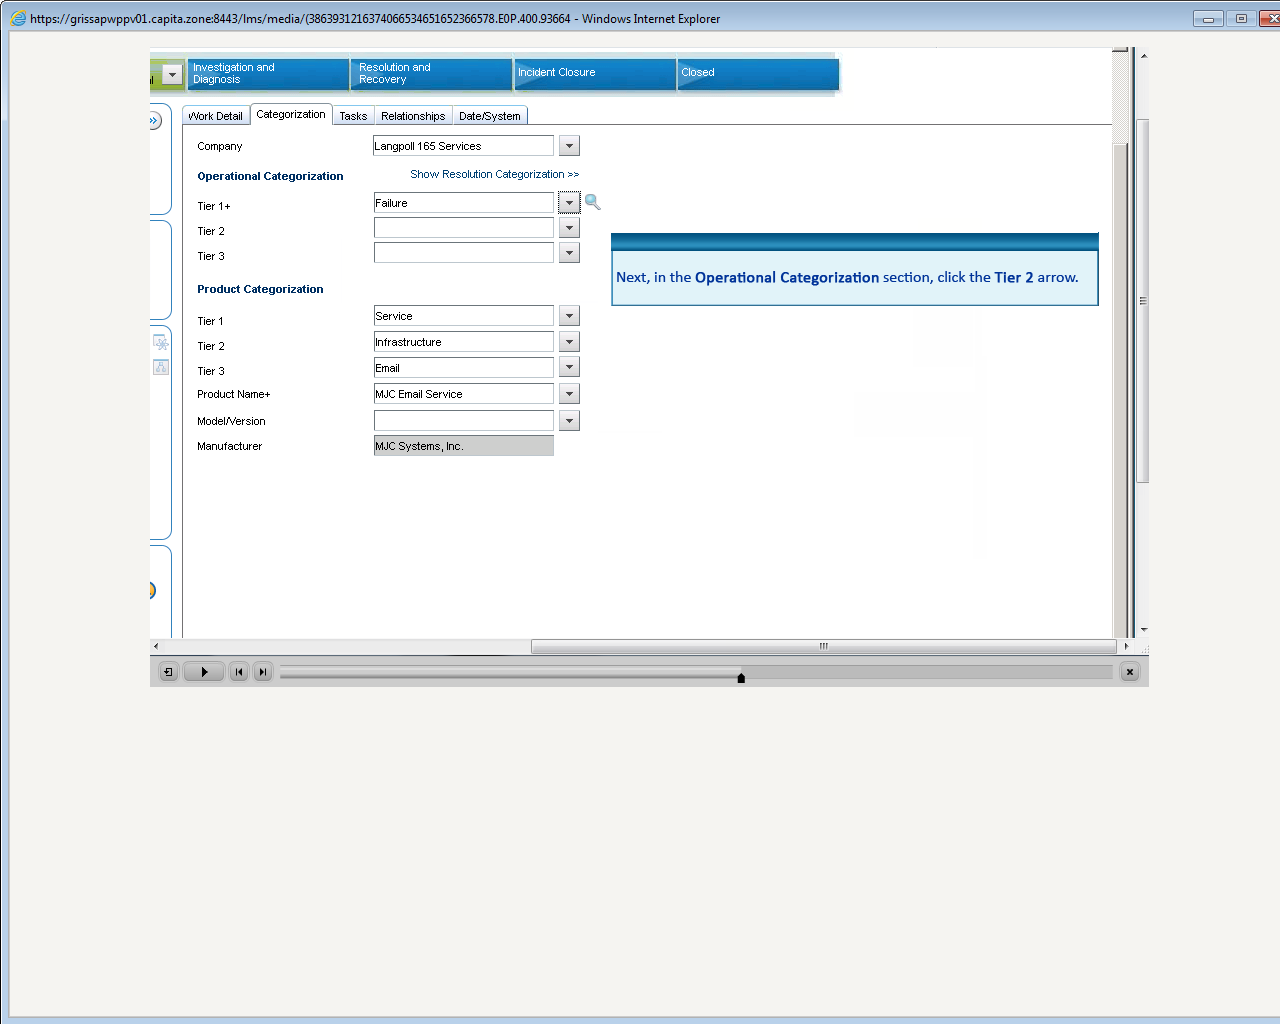 https://grissapwppv01.capita.zone:8443/lms/media/(3863931216374066534651652366578.E0P.400.93664 - Windows Internet Explorer
Investigation and
Diagnosis
Resolution and
Recovery
Incident Closure
Closed
Work Detail
Categorization
Tasks
Relationships
Date/System
Company
Langpoll 165 Services
Operational Categorization
Show Resolution Categorization >>
Tier 1+
Failure
Tier 2
Tier 3
Next, in the Operational Categorization section, click the Tier 2 arrow.
Product Categorization
Tier 1
Service
Tier 2
Infrastructure
Tier 3
Email
Product Name+
MJC Email Service
Model/Version
Manufacturer
MJC Systems, Inc.